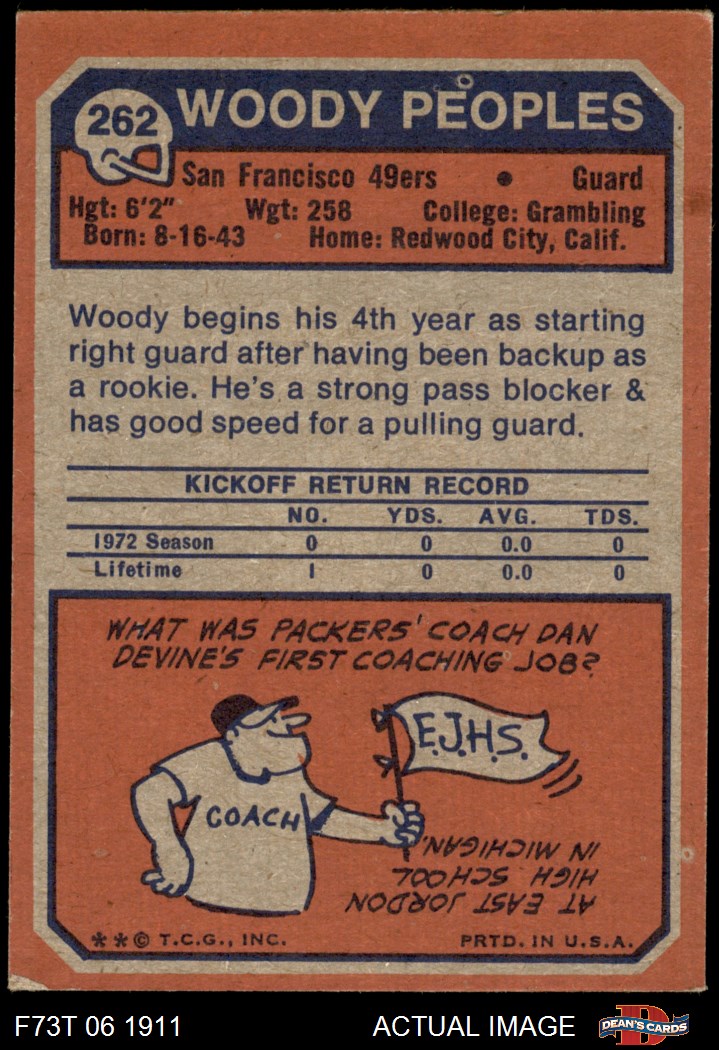 262
WOODY PEOPLES
San Francisco 49ers • Guard
Hgt: 6'2" Wgt: 258 College: Grambling
Born: 8-16-43 Home: Redwood City, Calif.
Woody begins his 4th year as starting
right guard after having been backup as
a rookie. He's a strong pass blocker &
has good speed for a pulling guard.
KICKOFF RETURN RECORD
NO. YDS. AVG. TDS.
1972 Season 0 0 0.0 0
Lifetime 1 0 0.0 0
WHAT WAS PACKERS' COACH DAN
DEVINE'S FIRST COACHING JOB?
E.J.H.S.
COACH
AT EAST JORDON
HIGH SCHOOL
IN MICHIGAN.
**© T.C.G., INC. PRTD. IN U.S.A.
F73T 06 1911 ACTUAL IMAGE DEAN'S CARDS